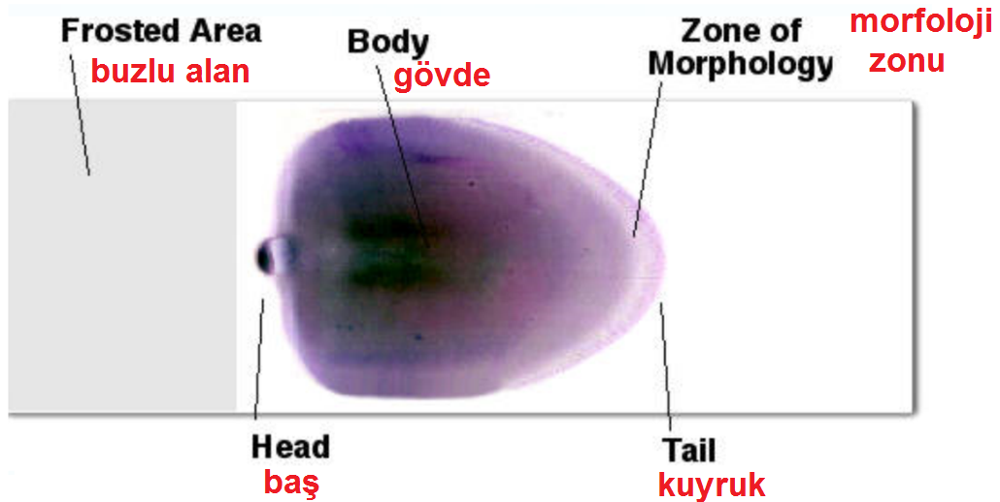 Frosted Area
buzlu alan
Body
gövde
Zone of
Morphology
morfoloji
zonu
Head
baş
Tail
kuyruk